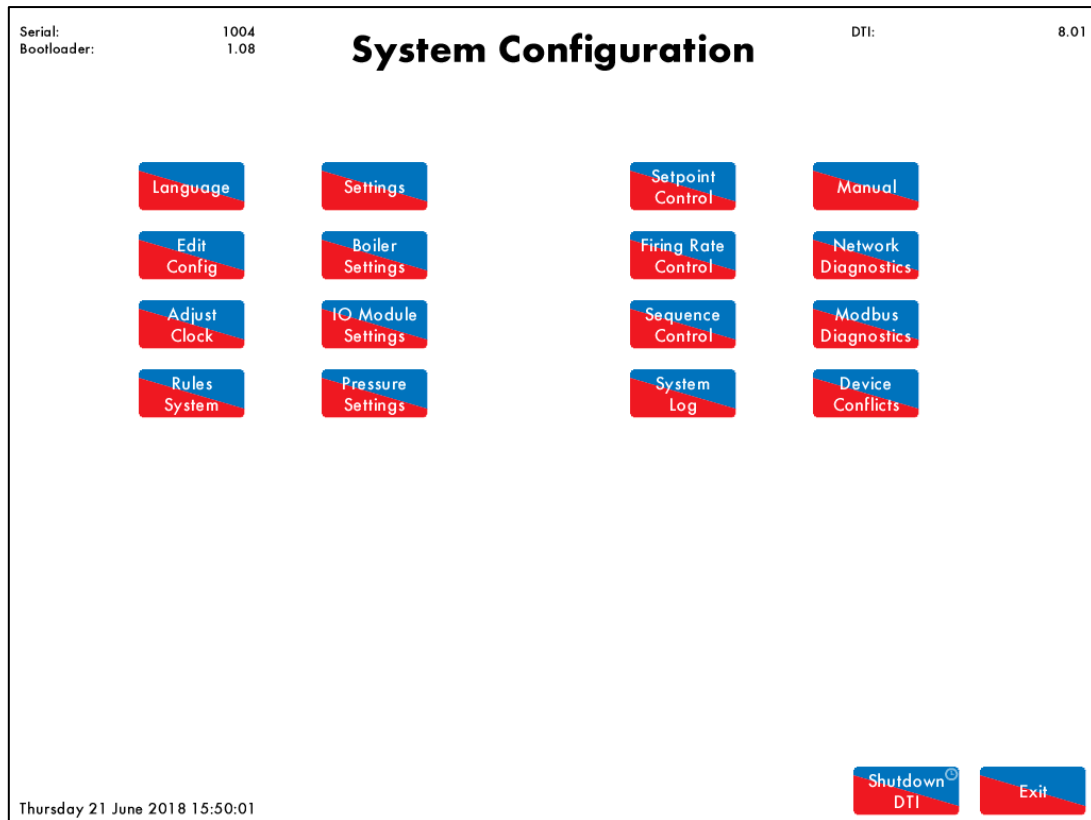 Serial: 1004
Bootloader: 1.08
System Configuration
DTI: 8.01
Language
Settings
Setpoint
Control
Manual
Edit
Config
Boiler
Settings
Firing Rate
Control
Network
Diagnostics
Adjust
Clock
IO Module
Settings
Sequence
Control
Modbus
Diagnostics
Rules
System
Pressure
Settings
System
Log
Device
Conflicts
Shutdown
DTI
Exit
Thursday 21 June 2018 15:50:01